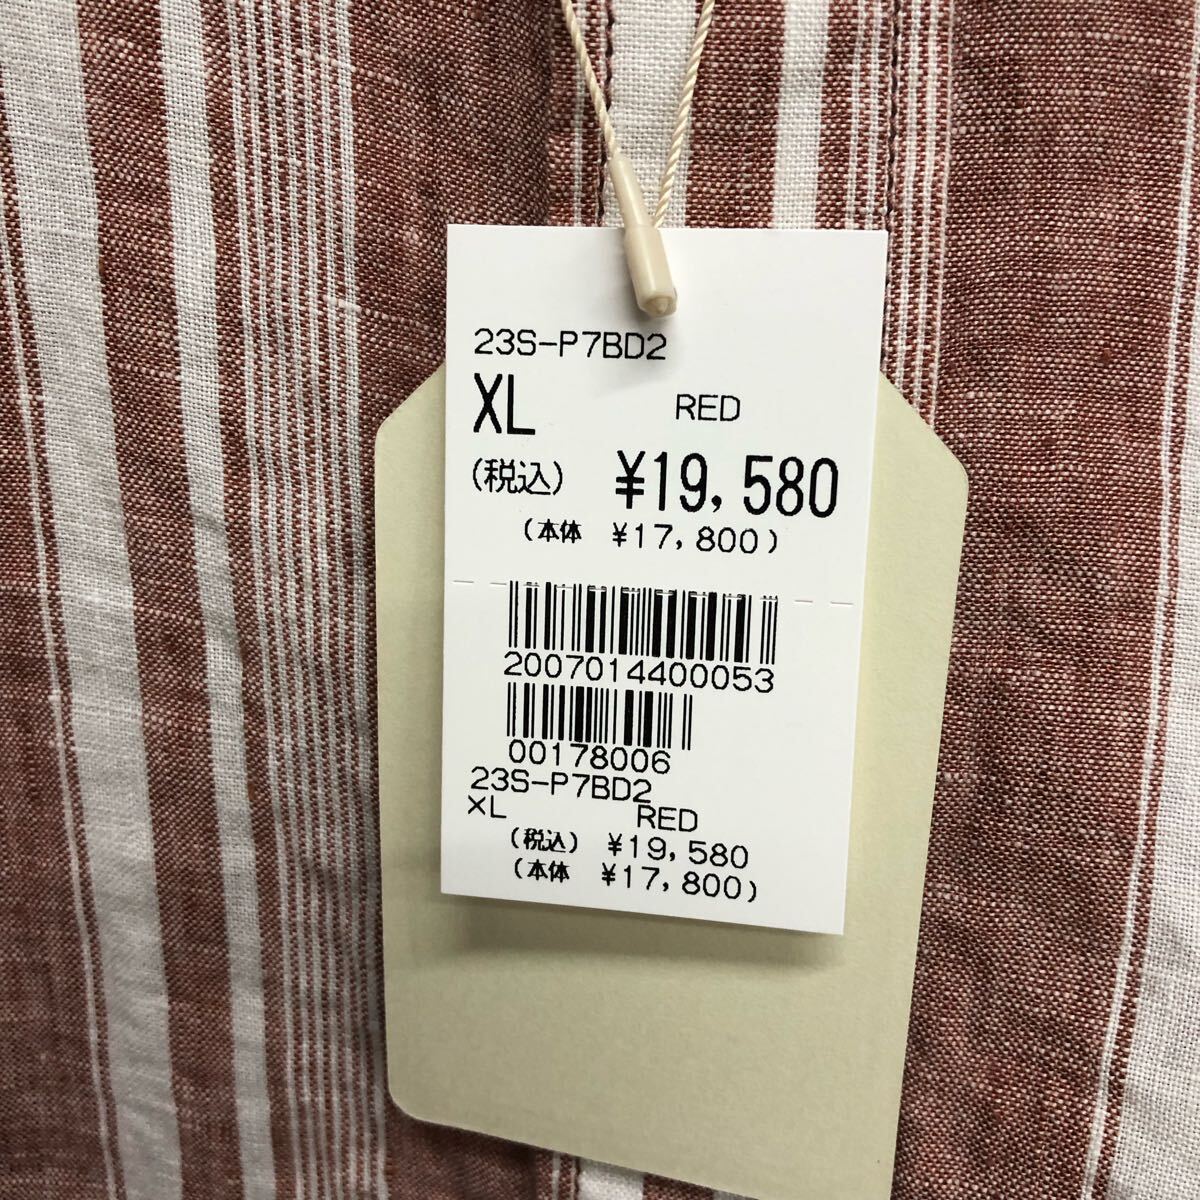 23S-P7BD2
XL RED
(税込) ¥19,580
(本体 ¥17,800)
2007014400053
00178006
23S-P7BD2
XL RED
(税込) ¥19,580
(本体 ¥17,800)